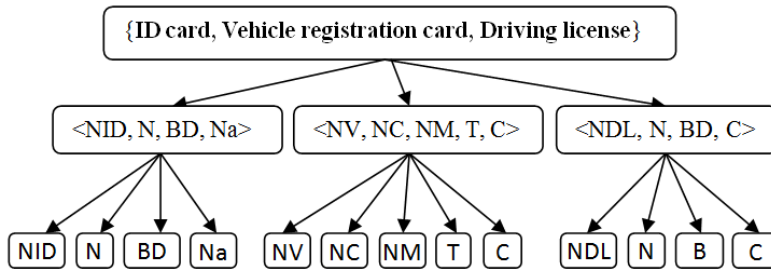 {ID card, Vehicle registration card, Driving license}
<NID, N, BD, Na> <NV, NC, NM, T, C> <NDL, N, BD, C>
NID N BD Na NV NC NM T C NDL N B C